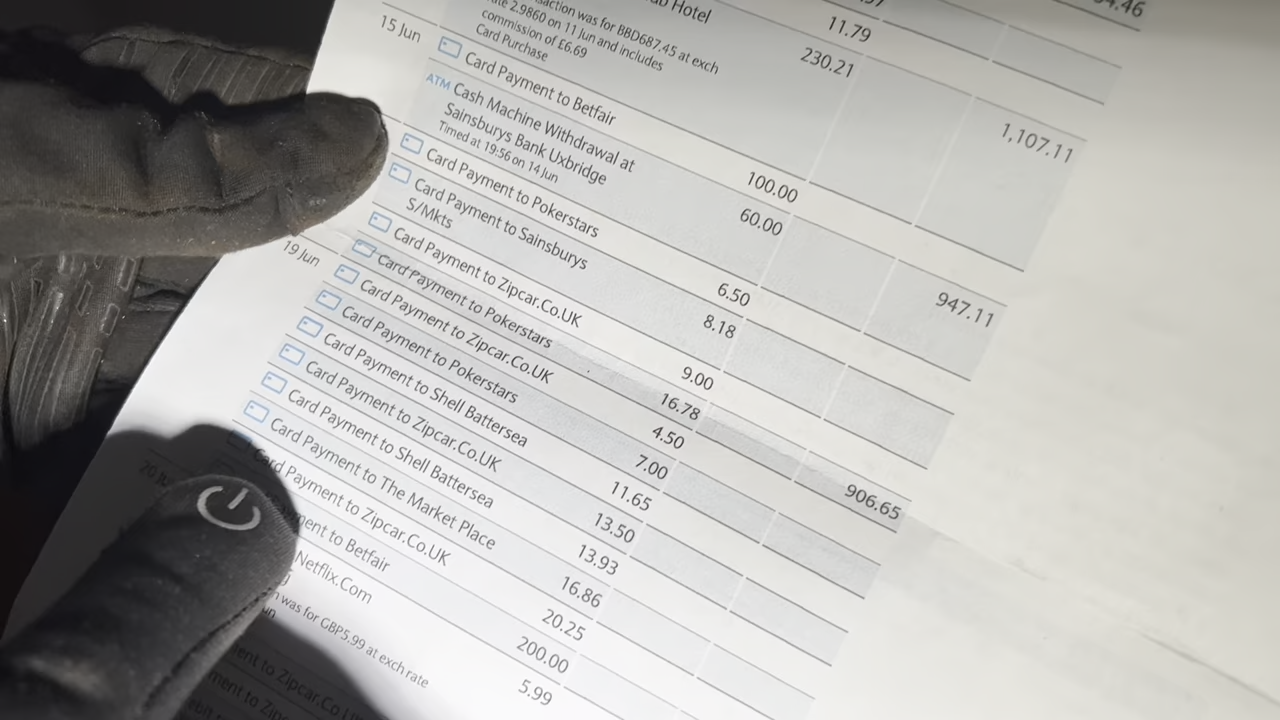 94.46
11.79
Hotel 230.21
saction was for BBD687.45 at exch
rate 2.9860 on 11 Jun and includes
commission of £6.69
Card Purchase 1,107.11
15 Jun Card Payment to Betfair 100.00
ATM Cash Machine Withdrawal at 60.00
Sainsburys Bank Uxbridge
Timed at 19:56 on 14 Jun 947.11
Card Payment to Pokerstars 6.50
Card Payment to Sainsburys 8.18
S/Mkts
Card Payment to Zipcar.Co.UK 9.00
Card Payment to Pokerstars 16.78 906.65
19 Jun Card Payment to Zipcar.Co.UK 4.50
Card Payment to Pokerstars 7.00
Card Payment to Shell Battersea 11.65
Card Payment to Zipcar.Co.UK 13.50
Card Payment to Shell Battersea 13.93
Card Payment to The Market Place 16.86
Card Payment to Zipcar.Co.UK 20.25
20 ment to Betfair 200.00
Netflix.Com 5.99
n was for GBP5.99 at exch rate
un
ent to Zipcar.Co.U
ment to Zip